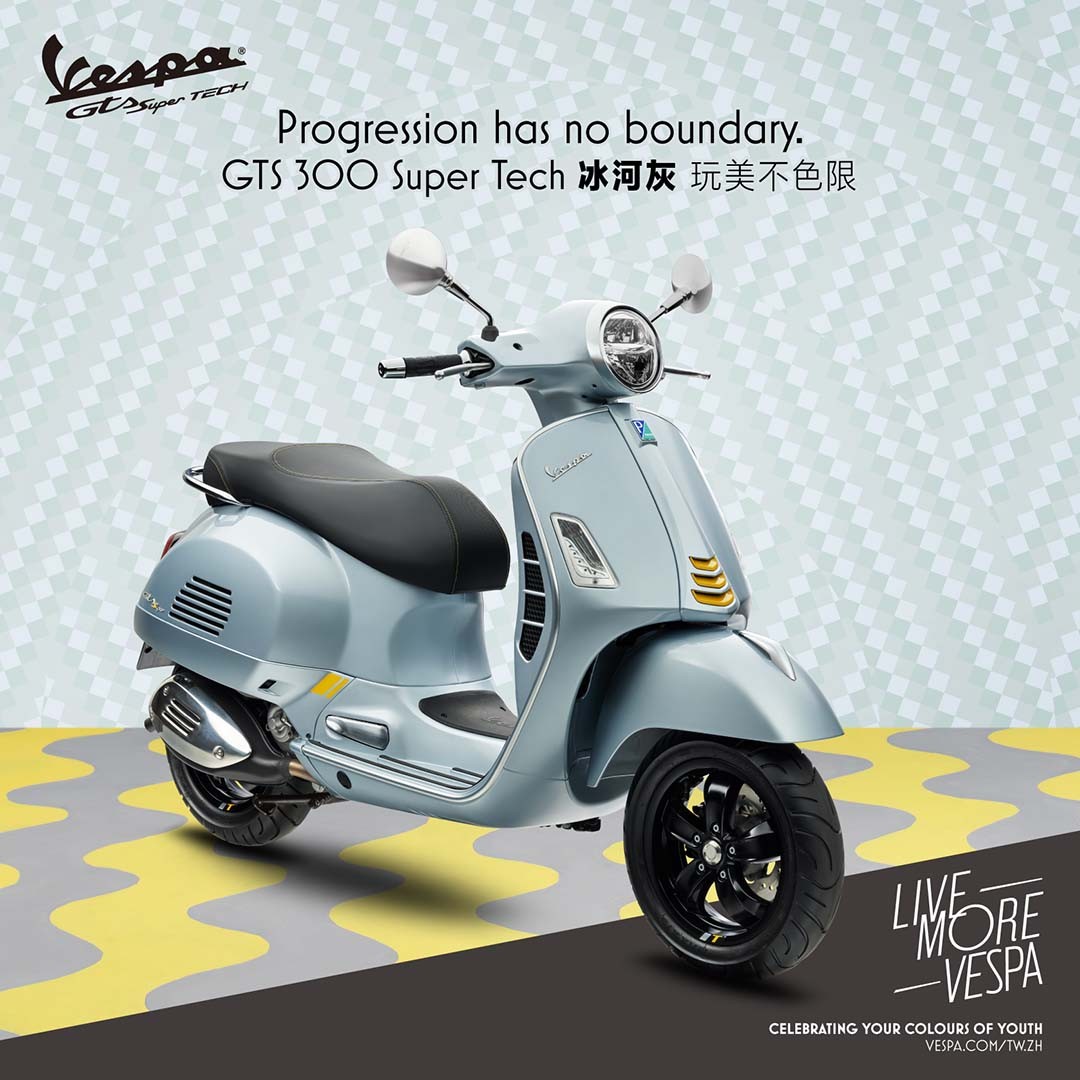 Vespa®
GTS Super TECH
Progression has no boundary.
GTS 300 Super Tech 冰河灰 玩美不色限
Vespa
LIVE
MORE
VESPA
CELEBRATING YOUR COLOURS OF YOUTH
VESPA.COM/TW.ZH